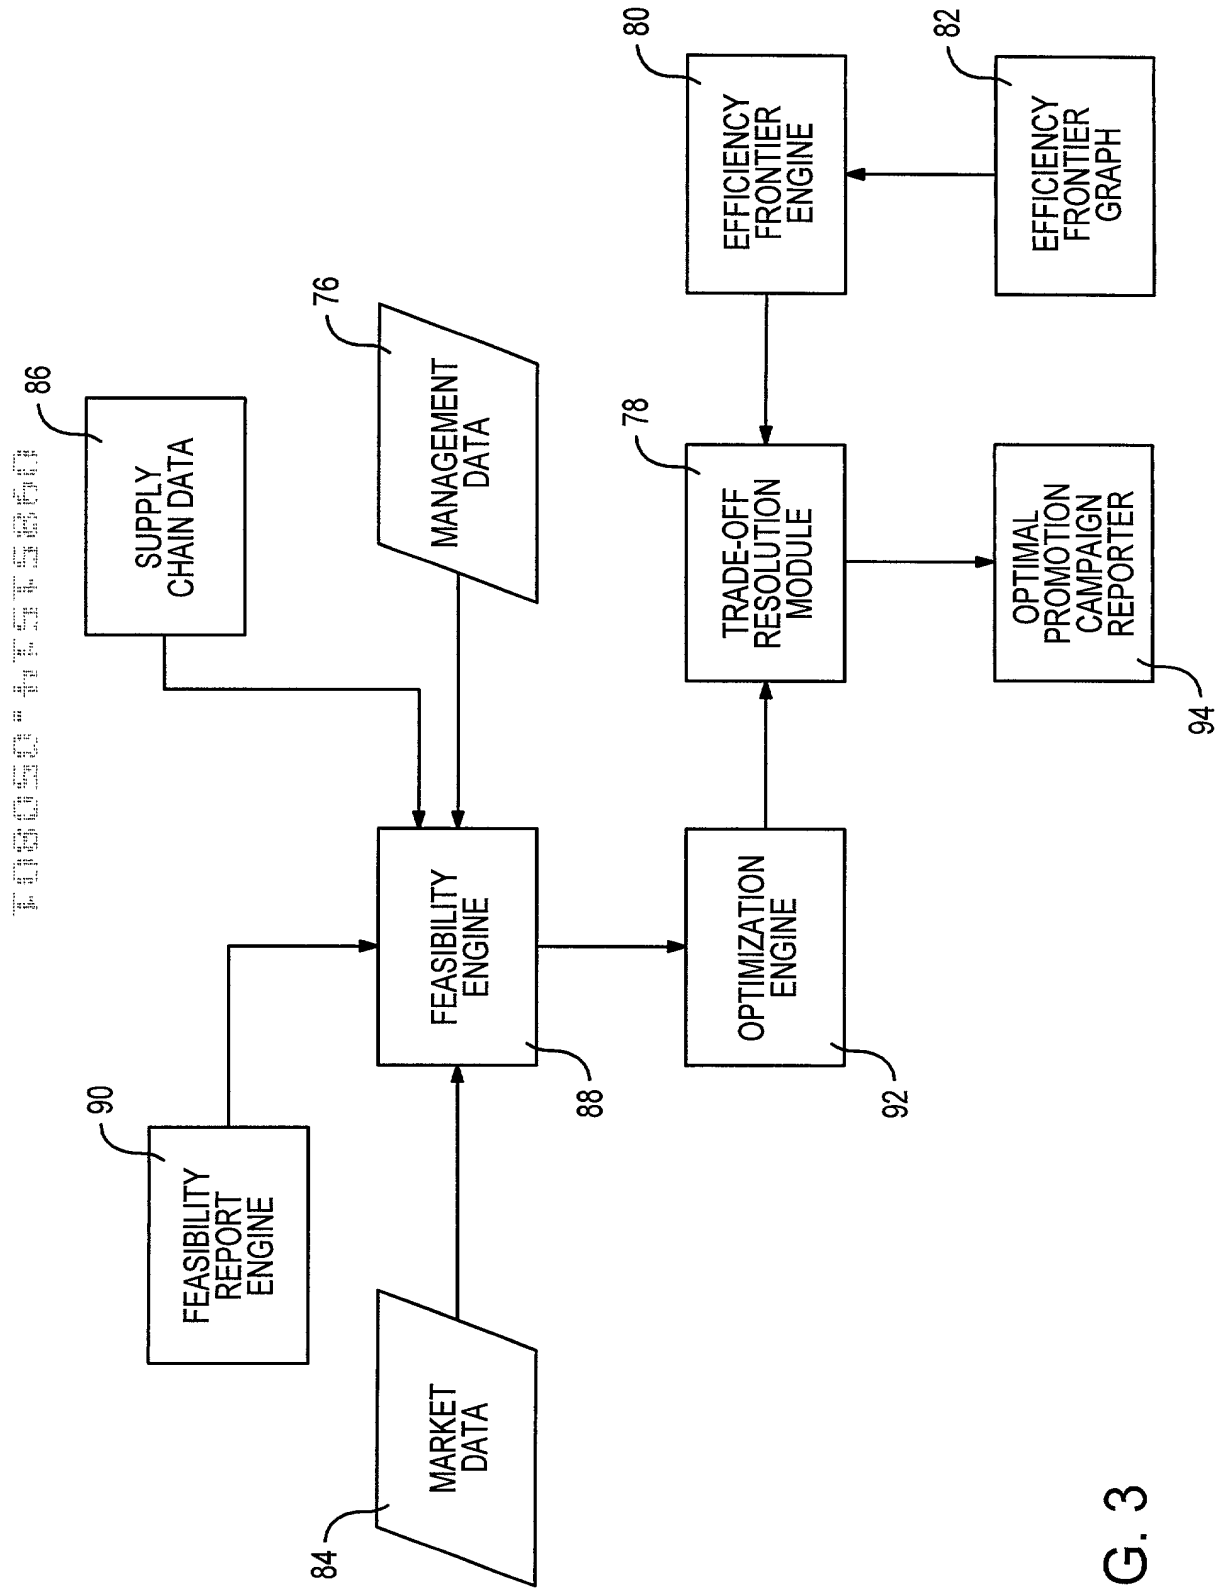 90
FEASIBILITY
REPORT
ENGINE
86
SUPPLY
CHAIN DATA
84
MARKET
DATA
88
FEASIBILITY
ENGINE
76
MANAGEMENT
DATA
92
OPTIMIZATION
ENGINE
78
TRADE-OFF
RESOLUTION
MODULE
80
EFFICIENCY
FRONTIER
ENGINE
94
OPTIMAL
PROMOTION
CAMPAIGN
REPORTER
82
EFFICIENCY
FRONTIER
GRAPH
G. 3